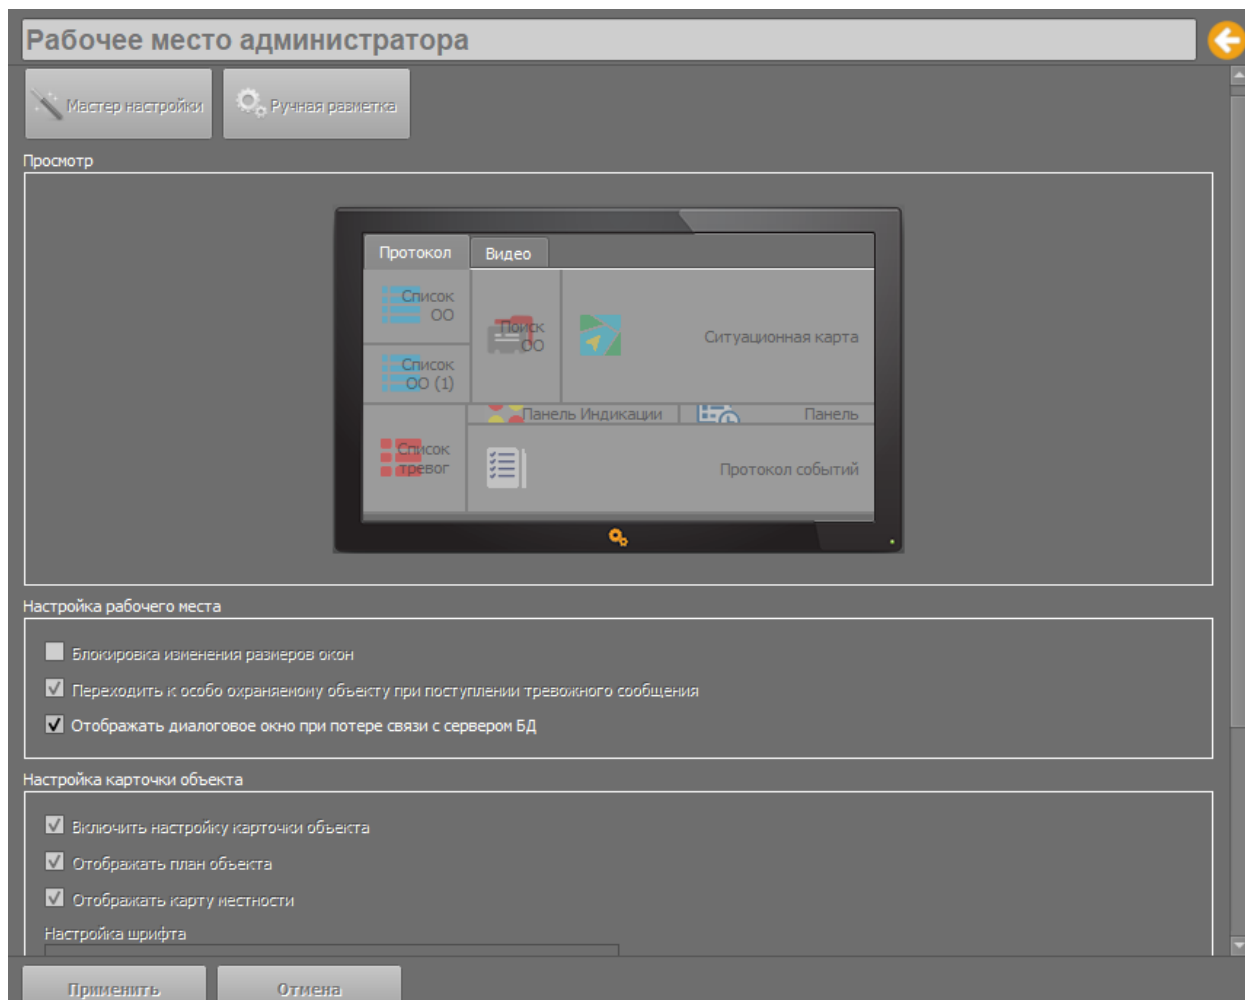 Рабочее место администратора
Мастер настройки
Ручная разметка
Просмотр
Протокол
Видео
Список
ОО
Поиск
ОО
Ситуационная карта
Список
ОО (1)
Панель Индикации
Панель
Список
тревог
Протокол событий
Настройка рабочего места
Блокировка изменения размеров окон
Переходить к особо охраняемому объекту при поступлении тревожного сообщения
Отображать диалоговое окно при потере связи с сервером БД
Настройка карточки объекта
Включить настройку карточки объекта
Отображать план объекта
Отображать карту местности
Настройка шрифта
Применить
Отмена